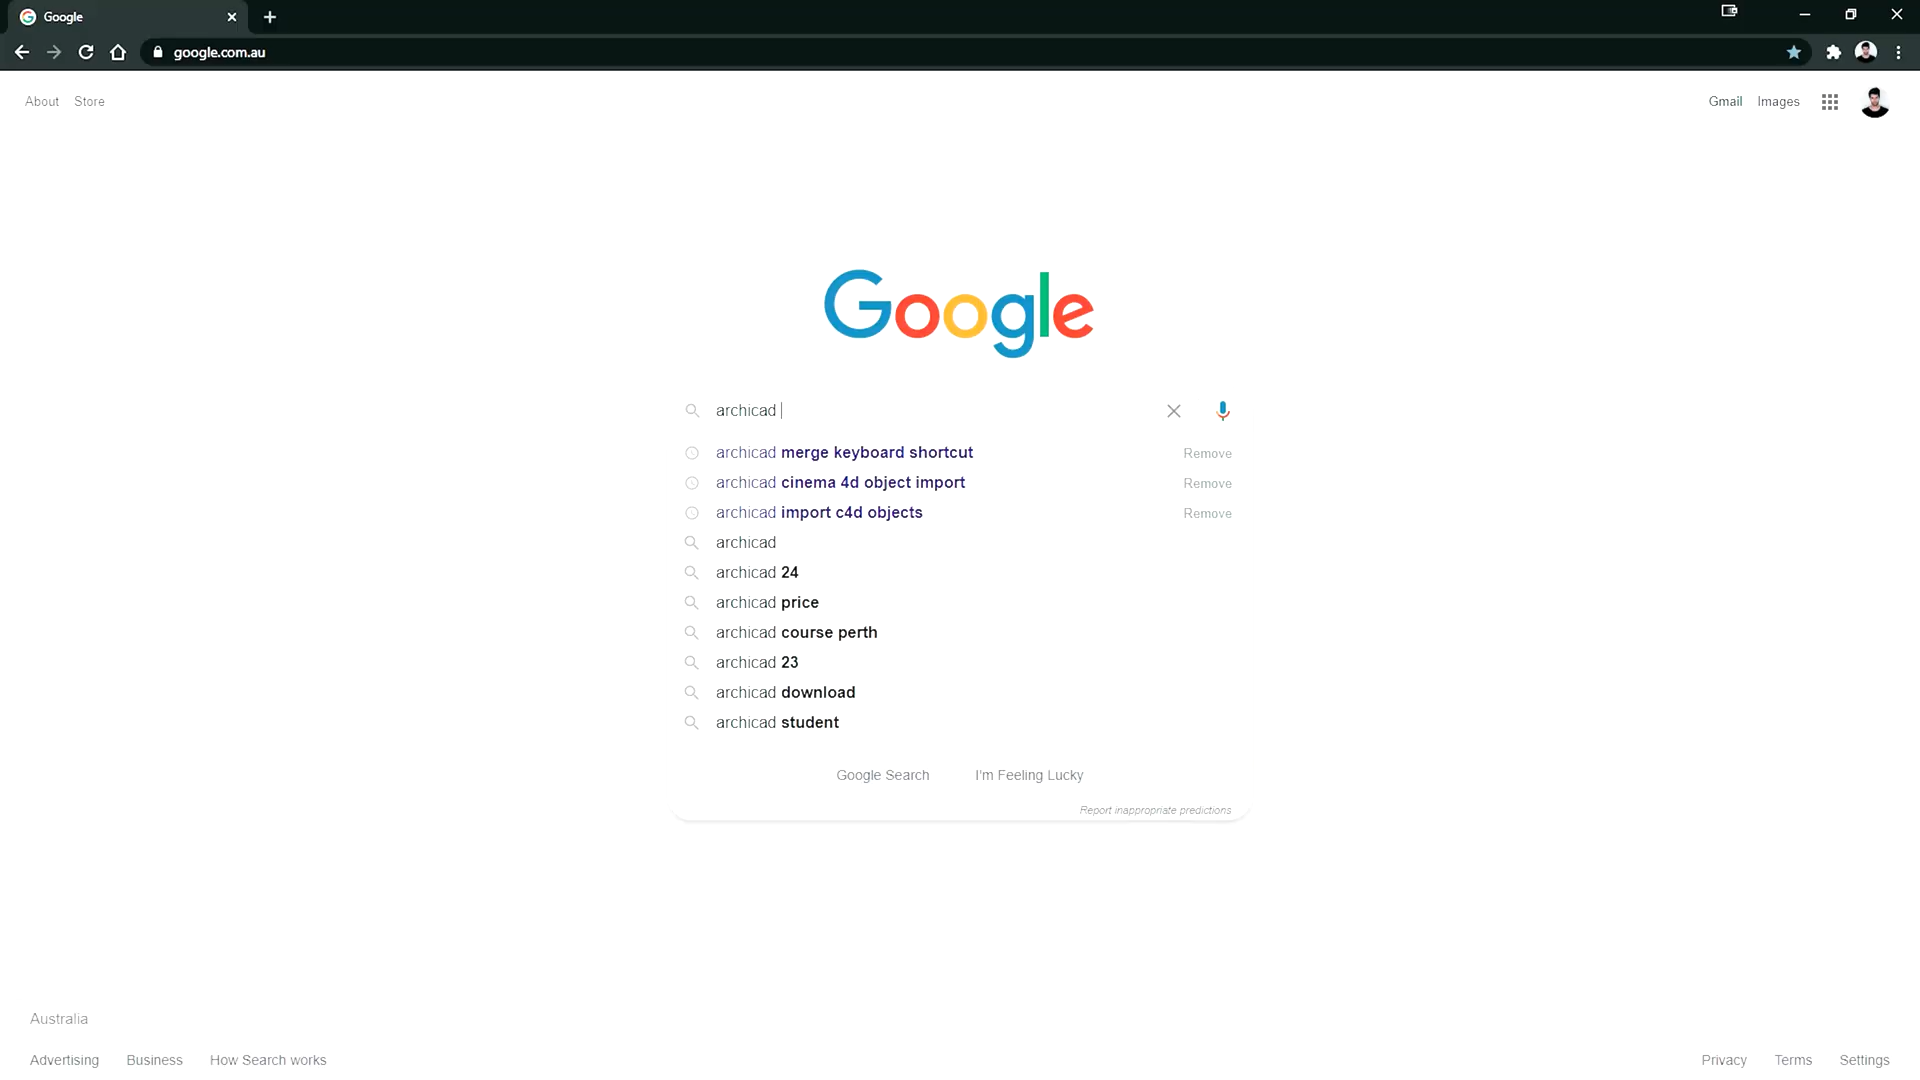 Google
google.com.au
About Store
Gmail Images
Google
archicad
archicad merge keyboard shortcut Remove
archicad cinema 4d object import Remove
archicad import c4d objects Remove
archicad
archicad 24
archicad price
archicad course perth
archicad 23
archicad download
archicad student
Google Search I'm Feeling Lucky
Report inappropriate predictions
Australia
Advertising Business How Search works
Privacy Terms Settings